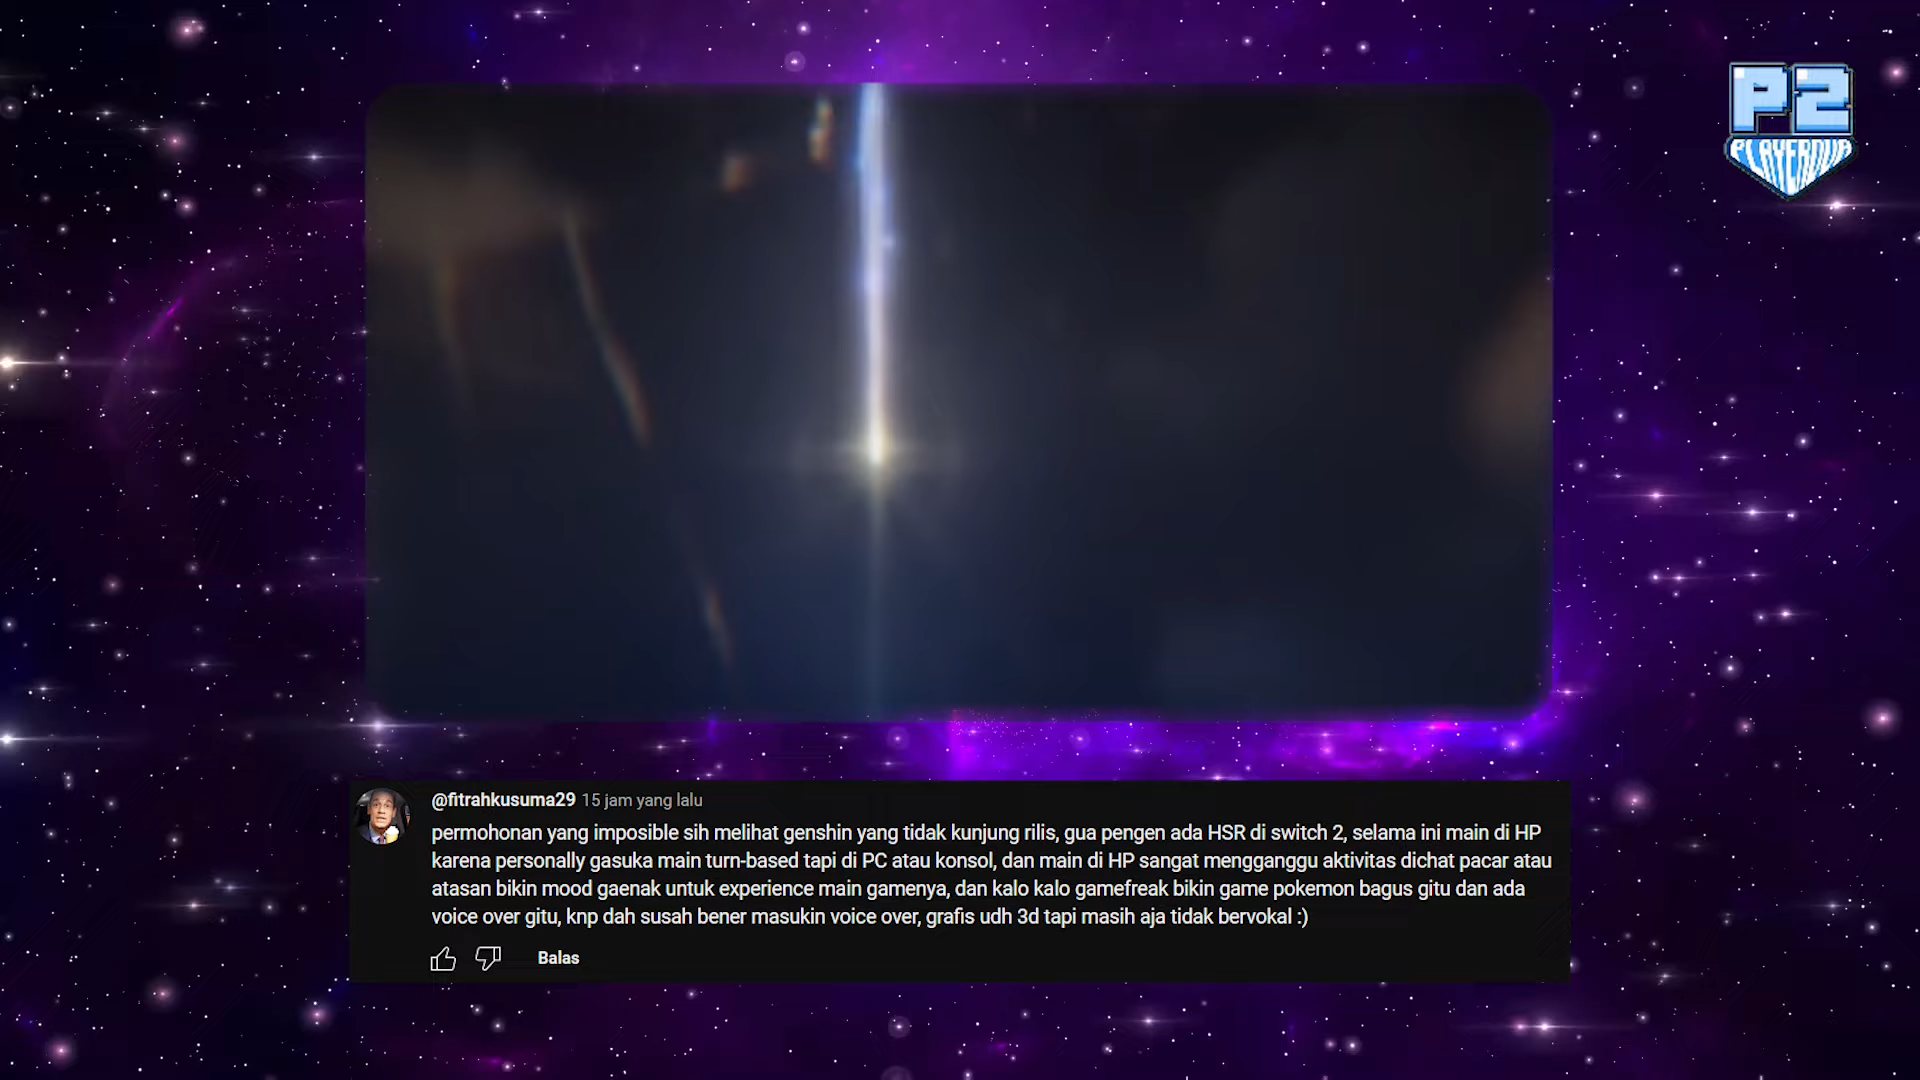 P2
PLAYERDUA
@fitrahkusuma29 15 jam yang lalu
permohonan yang imposible sih melihat genshin yang tidak kunjung rilis, gua pengen ada HSR di switch 2, selama ini main di HP
karena personally gasuka main turn-based tapi di PC atau konsol, dan main di HP sangat mengganggu aktivitas dichat pacar atau
atasan bikin mood gaenak untuk experience main gamenya, dan kalo kalo gamefreak bikin game pokemon bagus gitu dan ada
voice over gitu, knp dah susah bener masukin voice over, grafis udh 3d tapi masih aja tidak bervokal :)
Balas